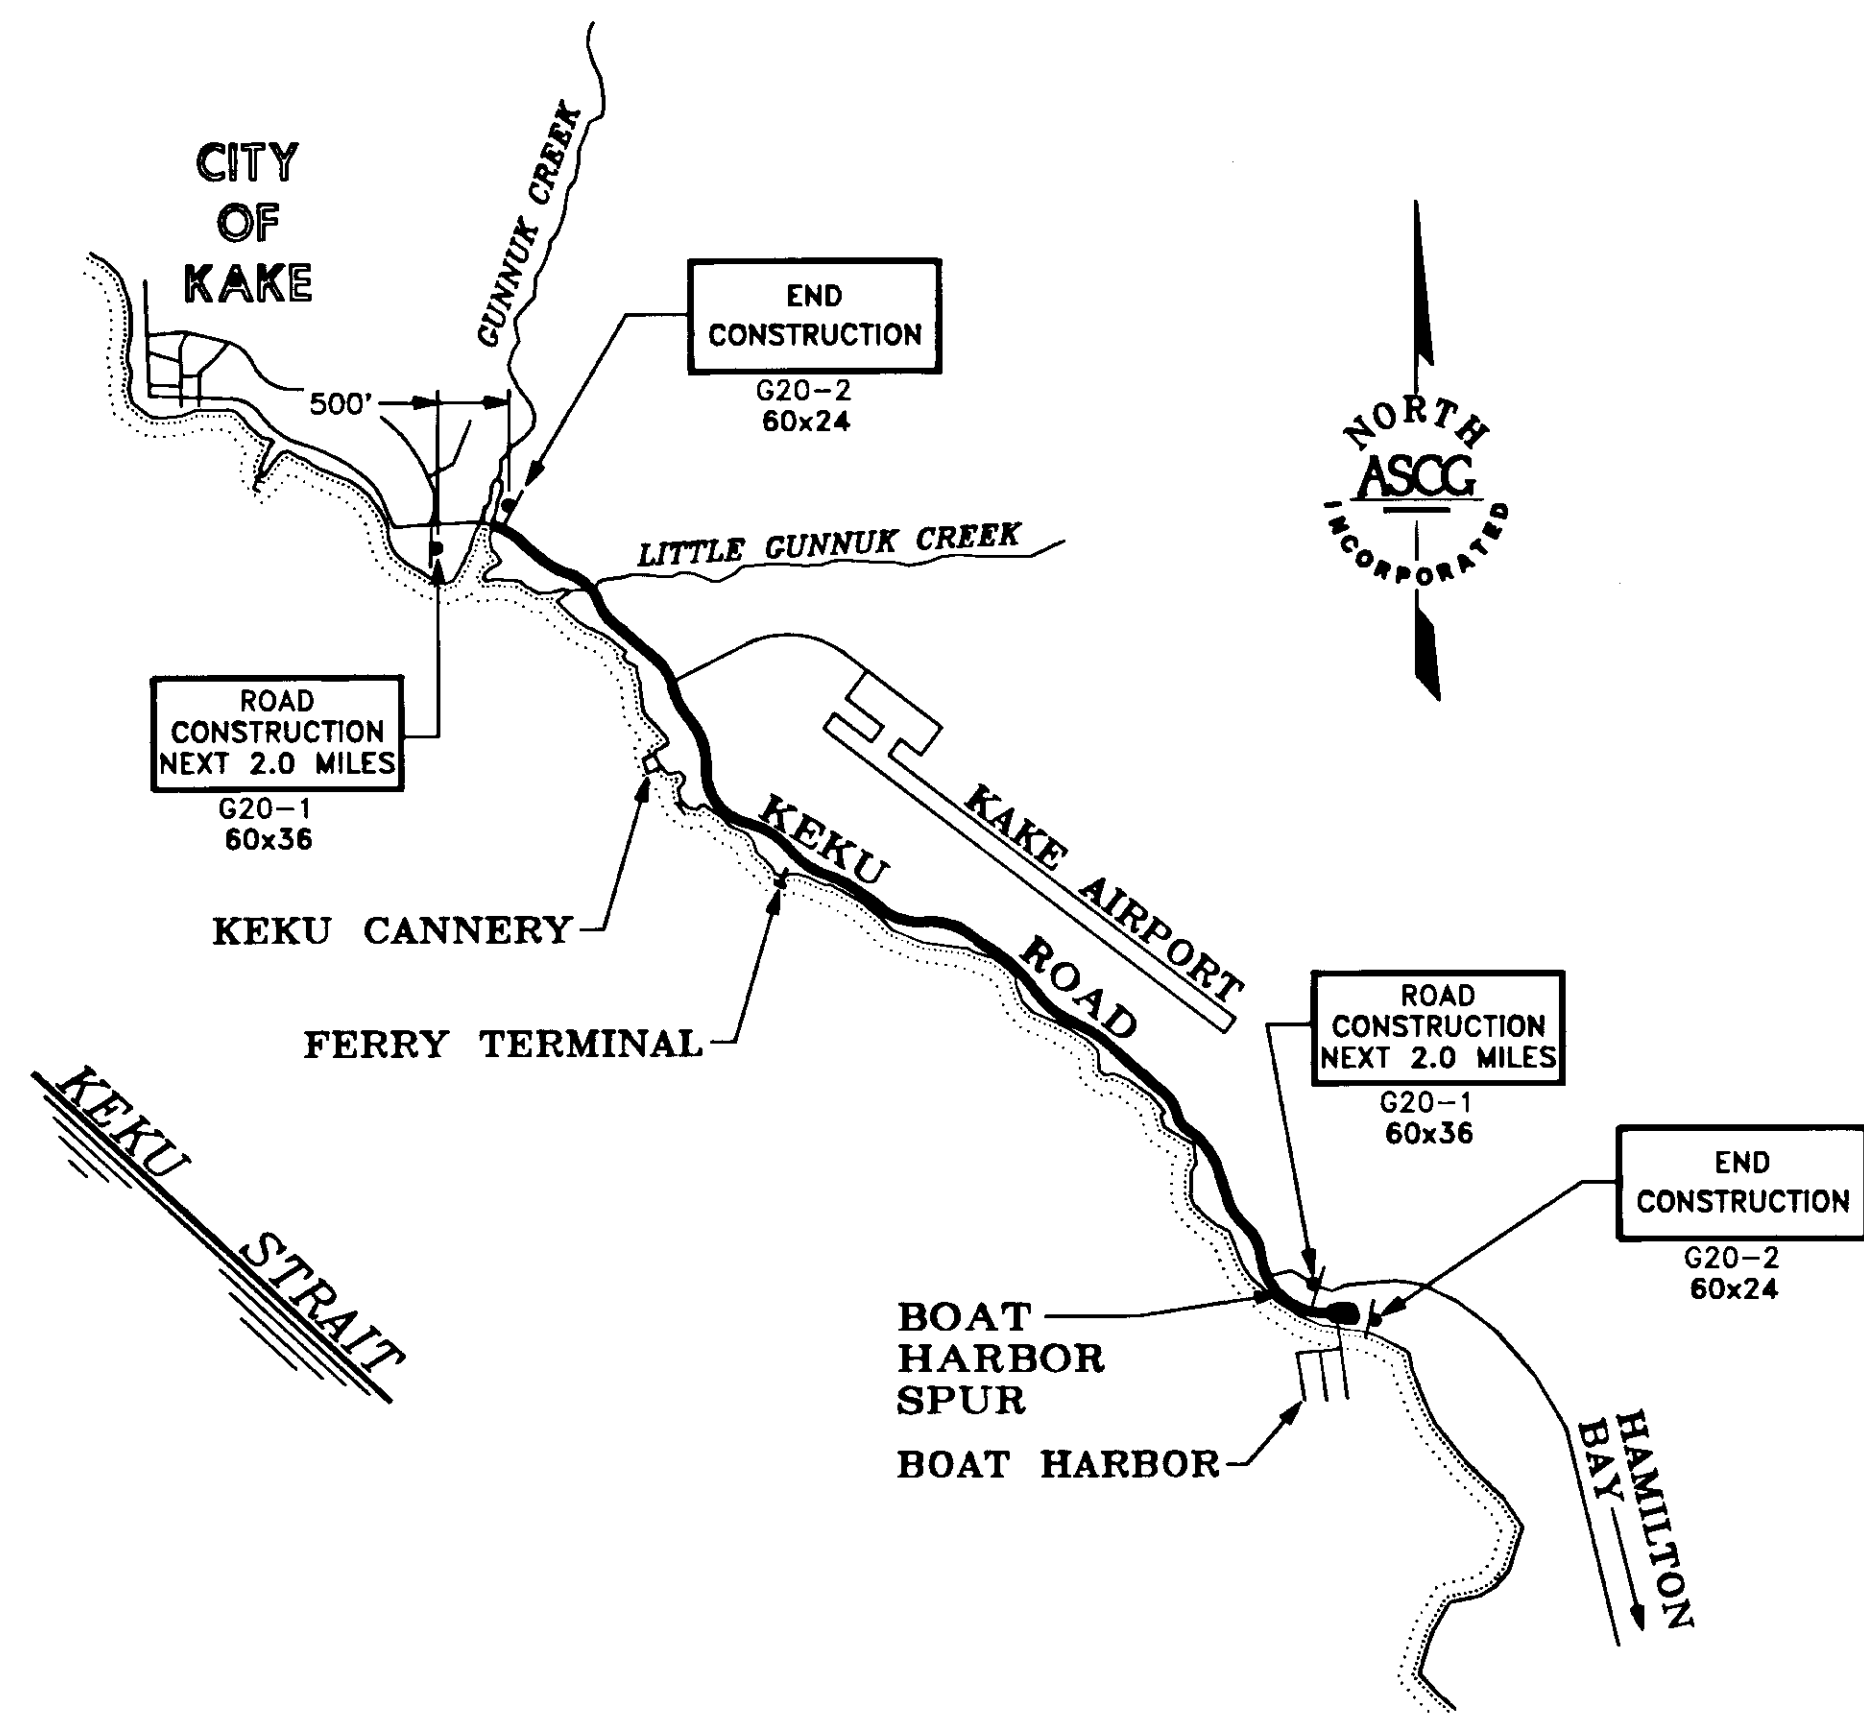 CITY
OF
KAKE
GUNNUK CREEK
END
CONSTRUCTION
G20-2
60x24
500'
NORTH
ASCG
INCORPORATED
LITTLE GUNNUK CREEK
ROAD
CONSTRUCTION
NEXT 2.0 MILES
G20-1
60x36
KEKU ROAD
KAKE AIRPORT
KEKU CANNERY
FERRY TERMINAL
ROAD
CONSTRUCTION
NEXT 2.0 MILES
G20-1
60x36
KEKU STRAIT
END
CONSTRUCTION
G20-2
60x24
BOAT
HARBOR
SPUR
BOAT HARBOR
HAMILTON
BAY